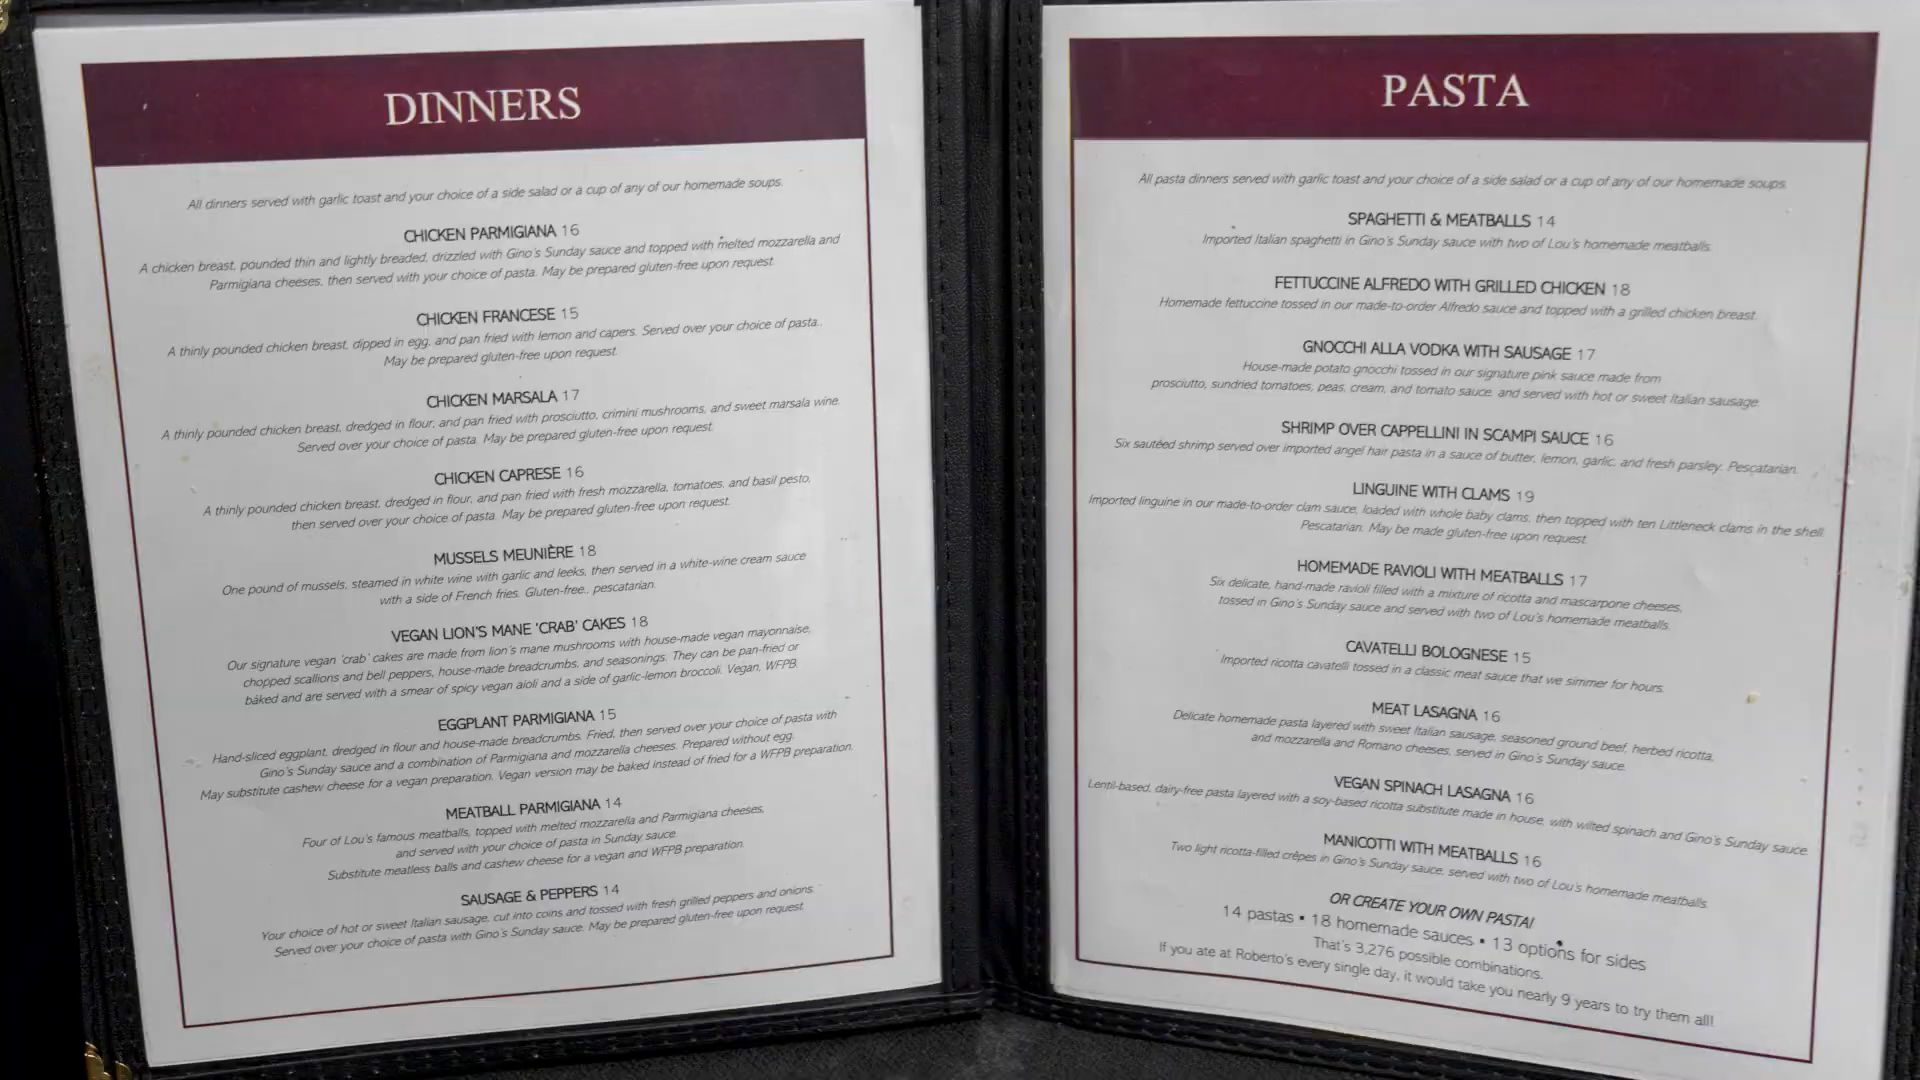 DINNERS
All dinners served with garlic toast and your choice of a side salad or a cup of any of our homemade soups.
CHICKEN PARMIGIANA 16
A chicken breast, pounded thin and lightly breaded, drizzled with Gino's Sunday sauce and topped with melted mozzarella and
Parmigiana cheeses, then served with your choice of pasta. May be prepared gluten-free upon request.
CHICKEN FRANCESE 15
A thinly pounded chicken breast, dipped in egg, and pan fried with lemon and capers. Served over your choice of pasta..
May be prepared gluten-free upon request.
CHICKEN MARSALA 17
A thinly pounded chicken breast, dredged in flour, and pan fried with prosciutto, crimini mushrooms, and sweet marsala wine.
Served over your choice of pasta. May be prepared gluten-free upon request.
CHICKEN CAPRESE 16
A thinly pounded chicken breast, dredged in flour, and pan fried with fresh mozzarella, tomatoes, and basil pesto,
then served over your choice of pasta. May be prepared gluten-free upon request.
MUSSELS MEUNIÈRE 18
One pound of mussels, steamed in white wine with garlic and leeks, then served in a white-wine cream sauce
with a side of French fries. Gluten-free., pescatarian.
VEGAN LION'S MANE 'CRAB' CAKES 18
Our signature vegan 'crab' cakes are made from lion's mane mushrooms with house-made vegan mayonnaise,
chopped scallions and bell peppers, house-made breadcrumbs, and seasonings. They can be pan-fried or
baked and are served with a smear of spicy vegan aioli and a side of garlic-lemon broccoli. Vegan, WFPB.
EGGPLANT PARMIGIANA 15
Hand-sliced eggplant, dredged in flour and house-made breadcrumbs. Fried, then served over your choice of pasta with
Gino's Sunday sauce and a combination of Parmigiana and mozzarella cheeses. Prepared without egg.
May substitute cashew cheese for a vegan preparation. Vegan version may be baked instead of fried for a WFPB preparation.
MEATBALL PARMIGIANA 14
Four of Lou's famous meatballs, topped with melted mozzarella and Parmigiana cheeses,
and served with your choice of pasta in Sunday sauce.
Substitute meatless balls and cashew cheese for a vegan and WFPB preparation.
SAUSAGE & PEPPERS 14
Your choice of hot or sweet Italian sausage, cut into coins and tossed with fresh grilled peppers and onions.
Served over your choice of pasta with Gino's Sunday sauce. May be prepared gluten-free upon request.
PASTA
All pasta dinners served with garlic toast and your choice of a side salad or a cup of any of our homemade soups.
SPAGHETTI & MEATBALLS 14
Imported Italian spaghetti in Gino's Sunday sauce with two of Lou's homemade meatballs.
FETTUCCINE ALFREDO WITH GRILLED CHICKEN 18
Homemade fettuccine tossed in our made-to-order Alfredo sauce and topped with a grilled chicken breast.
GNOCCHI ALLA VODKA WITH SAUSAGE 17
House-made potato gnocchi tossed in our signature pink sauce made from
prosciutto, sundried tomatoes, peas, cream, and tomato sauce, and served with hot or sweet Italian sausage.
SHRIMP OVER CAPPELLINI IN SCAMPI SAUCE 16
Six sautéed shrimp served over imported angel hair pasta in a sauce of butter, lemon, garlic, and fresh parsley. Pescatarian.
LINGUINE WITH CLAMS 19
Imported linguine in our made-to-order clam sauce, loaded with whole baby clams, then topped with ten Littleneck clams in the shell.
Pescatarian. May be made gluten-free upon request.
HOMEMADE RAVIOLI WITH MEATBALLS 17
Six delicate, hand-made ravioli filled with a mixture of ricotta and mascarpone cheeses,
tossed in Gino's Sunday sauce and served with two of Lou's homemade meatballs.
CAVATELLI BOLOGNESE 15
Imported ricotta cavatelli tossed in a classic meat sauce that we simmer for hours.
MEAT LASAGNA 16
Delicate homemade pasta layered with sweet Italian sausage, seasoned ground beef, herbed ricotta,
and mozzarella and Romano cheeses, served in Gino's Sunday sauce.
VEGAN SPINACH LASAGNA 16
Lentil-based, dairy-free pasta layered with a soy-based ricotta substitute made in house, with wilted spinach and Gino's Sunday sauce.
MANICOTTI WITH MEATBALLS 16
Two light ricotta-filled crêpes in Gino's Sunday sauce, served with two of Lou's homemade meatballs.
OR CREATE YOUR OWN PASTA!
14 pastas • 18 homemade sauces • 13 options for sides
That's 3,276 possible combinations.
If you ate at Roberto's every single day, it would take you nearly 9 years to try them all!